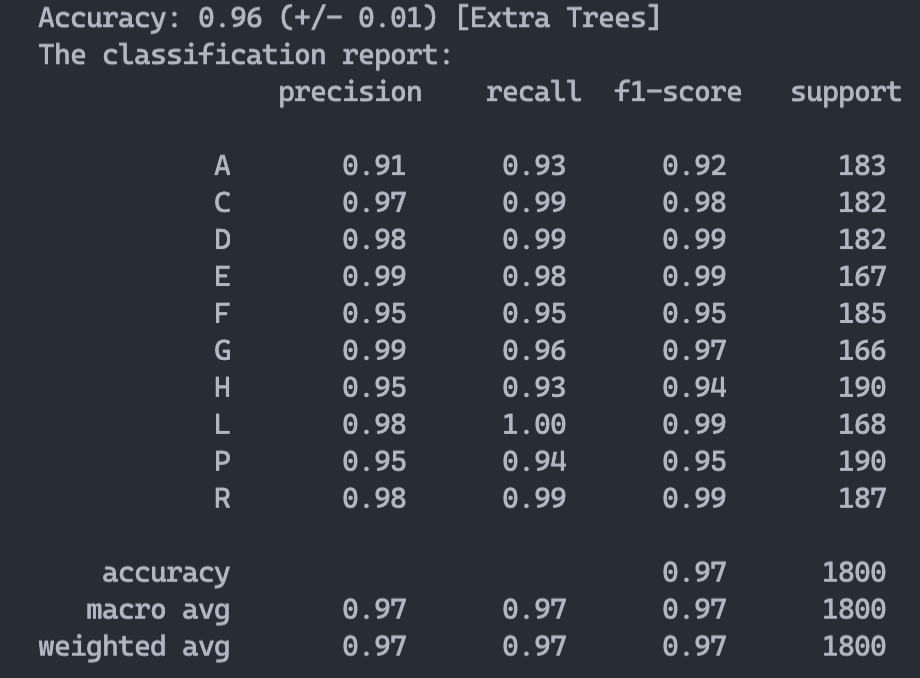 Accuracy: 0.96 (+/- 0.01) [Extra Trees]
The classification report:
precision recall f1-score support
A 0.91 0.93 0.92 183
C 0.97 0.99 0.98 182
D 0.98 0.99 0.99 182
E 0.99 0.98 0.99 167
F 0.95 0.95 0.95 185
G 0.99 0.96 0.97 166
H 0.95 0.93 0.94 190
L 0.98 1.00 0.99 168
P 0.95 0.94 0.95 190
R 0.98 0.99 0.99 187
accuracy 0.97 1800
macro avg 0.97 0.97 0.97 1800
weighted avg 0.97 0.97 0.97 1800